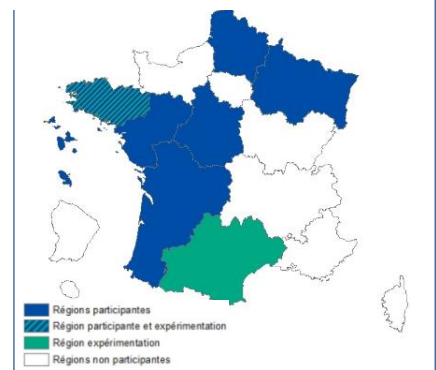 Régions participantes
Région participante et expérimentation
Région expérimentation
Régions non participantes